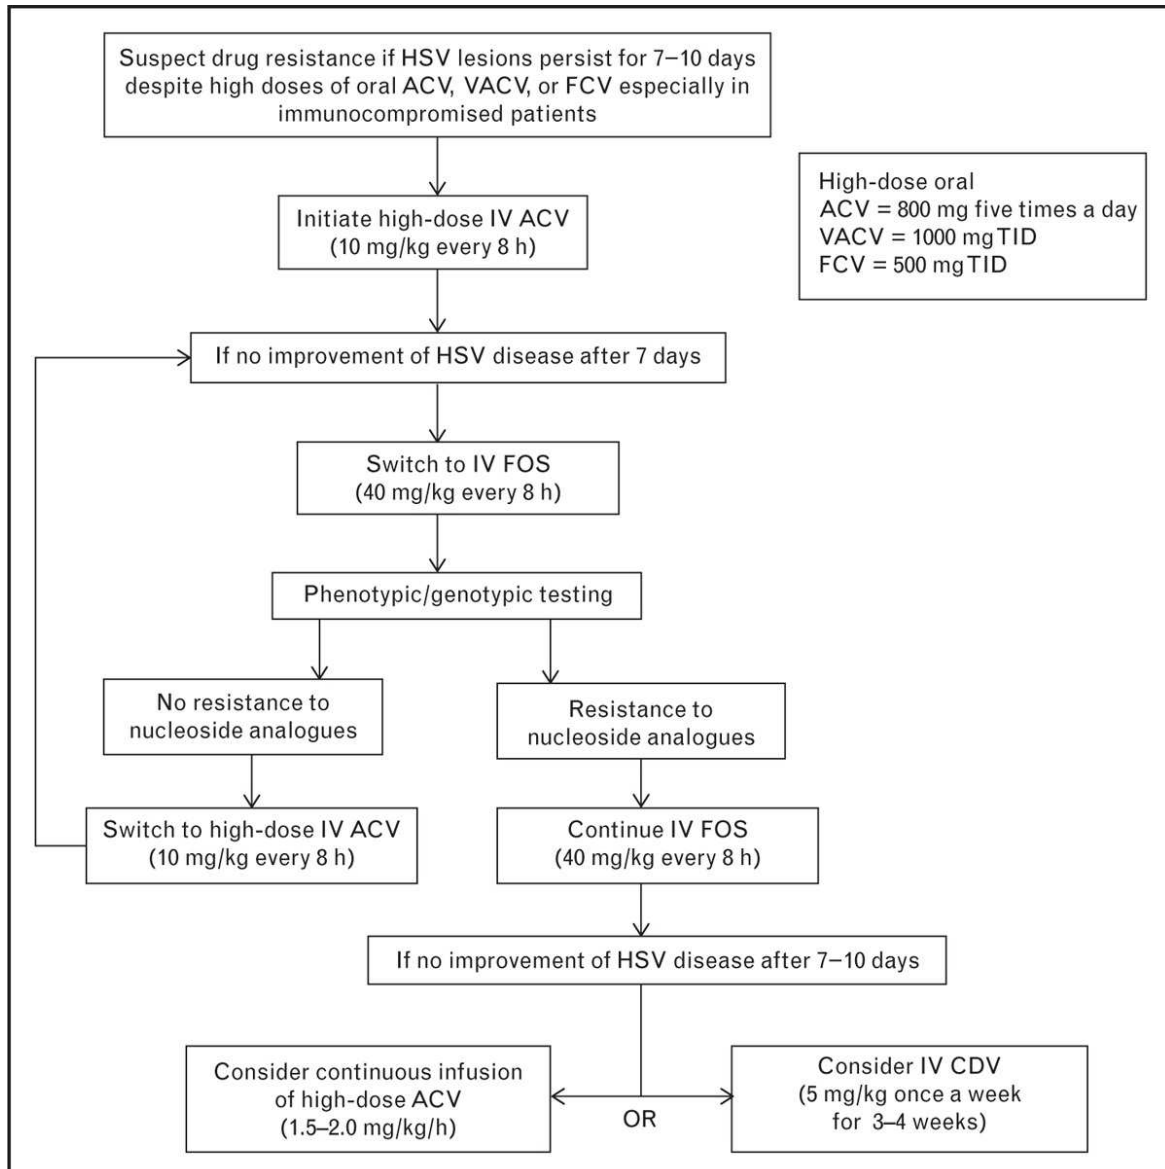 Suspect drug resistance if HSV lesions persist for 7–10 days
despite high doses of oral ACV, VACV, or FCV especially in
immunocompromised patients
High-dose oral
ACV = 800 mg five times a day
VACV = 1000 mg TID
FCV = 500 mg TID
Initiate high-dose IV ACV
(10 mg/kg every 8 h)
If no improvement of HSV disease after 7 days
Switch to IV FOS
(40 mg/kg every 8 h)
Phenotypic/genotypic testing
No resistance to
nucleoside analogues
Resistance to
nucleoside analogues
Switch to high-dose IV ACV
(10 mg/kg every 8 h)
Continue IV FOS
(40 mg/kg every 8 h)
If no improvement of HSV disease after 7–10 days
Consider continuous infusion
of high-dose ACV
(1.5–2.0 mg/kg/h)
OR
Consider IV CDV
(5 mg/kg once a week
for 3–4 weeks)